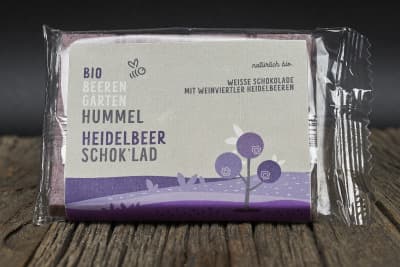 BIO
BEEREN
GARTEN
HUMMEL
HEIDELBEER
SCHOK'LAD
natürlich bio.
WEISSE SCHOKOLADE
MIT WEINVIERTLER HEIDELBEEREN